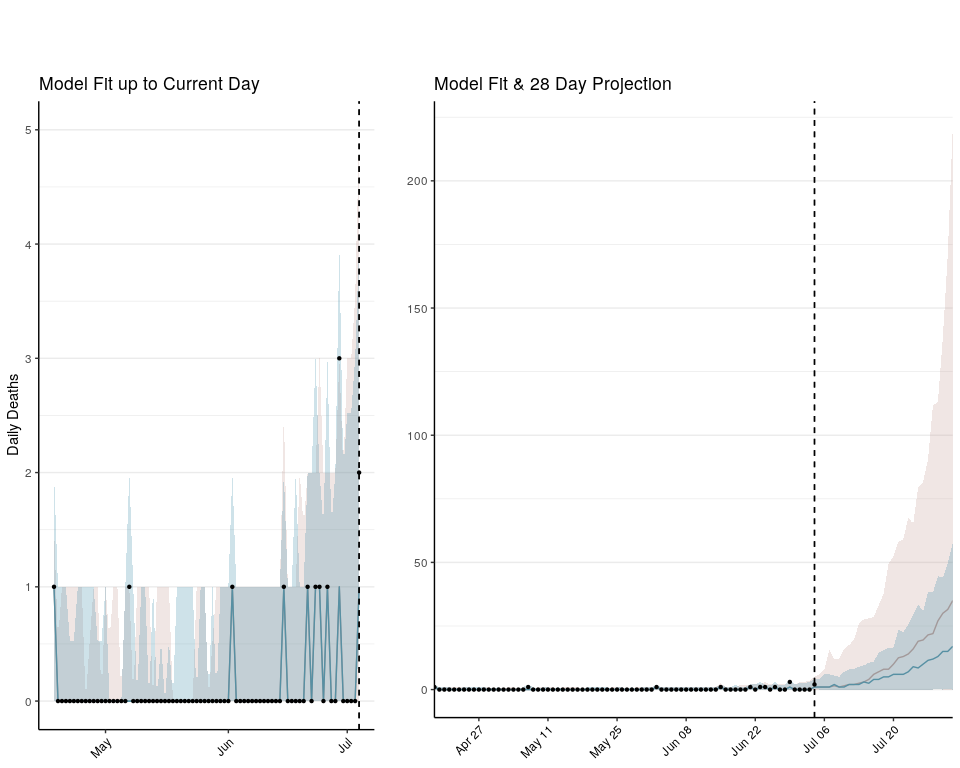 Model Fit up to Current Day
Model Fit & 28 Day Projection
Daily Deaths
5
4
3
2
1
0
May
Jun
Jul
200
150
100
50
0
Apr 27
May 11
May 25
Jun 08
Jun 22
Jul 06
Jul 20